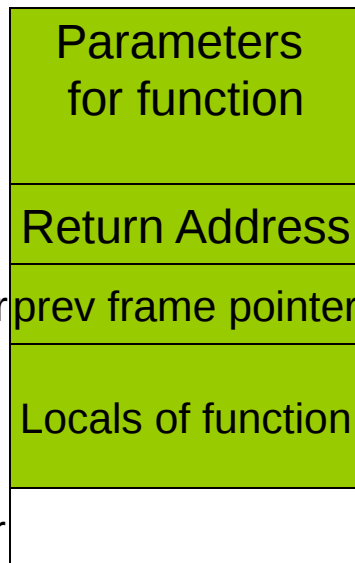 Parameters
for function
Return Address
r prev frame pointer
Locals of function
r